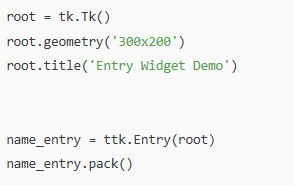 root = tk.Tk()
root.geometry('300x200')
root.title('Entry Widget Demo')
name_entry = ttk.Entry(root)
name_entry.pack()